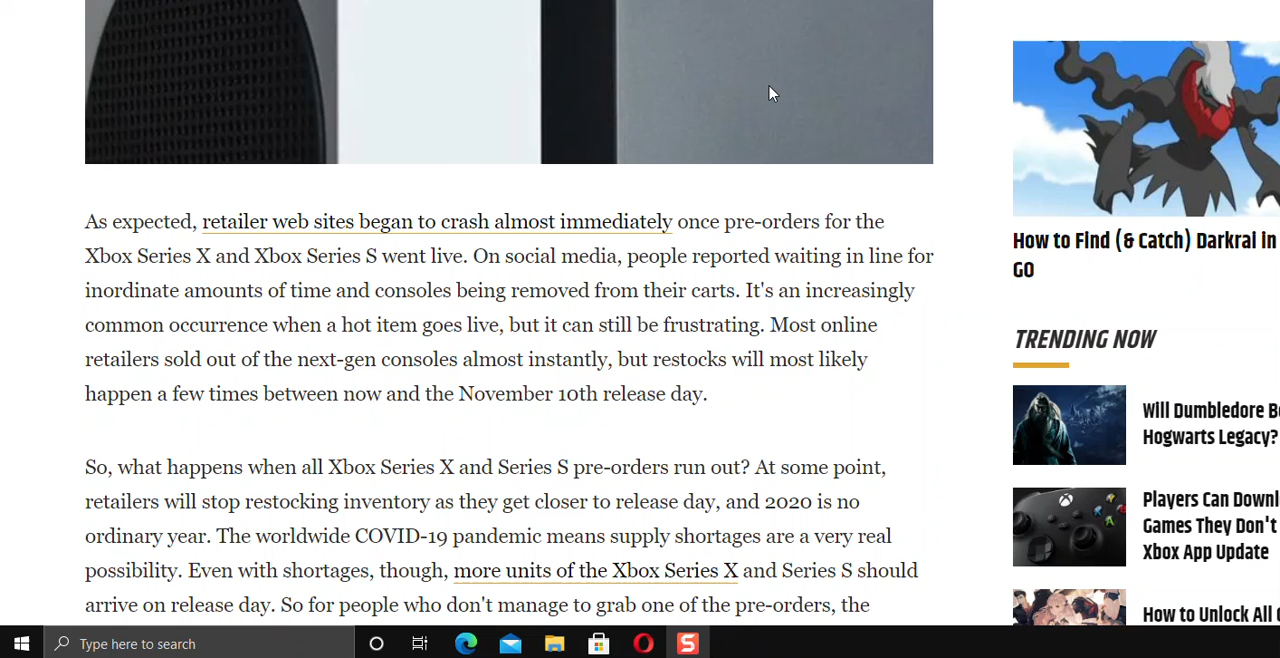 As expected, retailer web sites began to crash almost immediately once pre-orders for the
Xbox Series X and Xbox Series S went live. On social media, people reported waiting in line for
inordinate amounts of time and consoles being removed from their carts. It's an increasingly
common occurrence when a hot item goes live, but it can still be frustrating. Most online
retailers sold out of the next-gen consoles almost instantly, but restocks will most likely
happen a few times between now and the November 10th release day.
So, what happens when all Xbox Series X and Series S pre-orders run out? At some point,
retailers will stop restocking inventory as they get closer to release day, and 2020 is no
ordinary year. The worldwide COVID-19 pandemic means supply shortages are a very real
possibility. Even with shortages, though, more units of the Xbox Series X and Series S should
arrive on release day. So for people who don't manage to grab one of the pre-orders, the
How to Find (& Catch) Darkrai in
GO
TRENDING NOW
Will Dumbledore
Hogwarts Legacy?
Players Can
Games They Don't
Xbox App Update
How to Unlock All
Type here to search